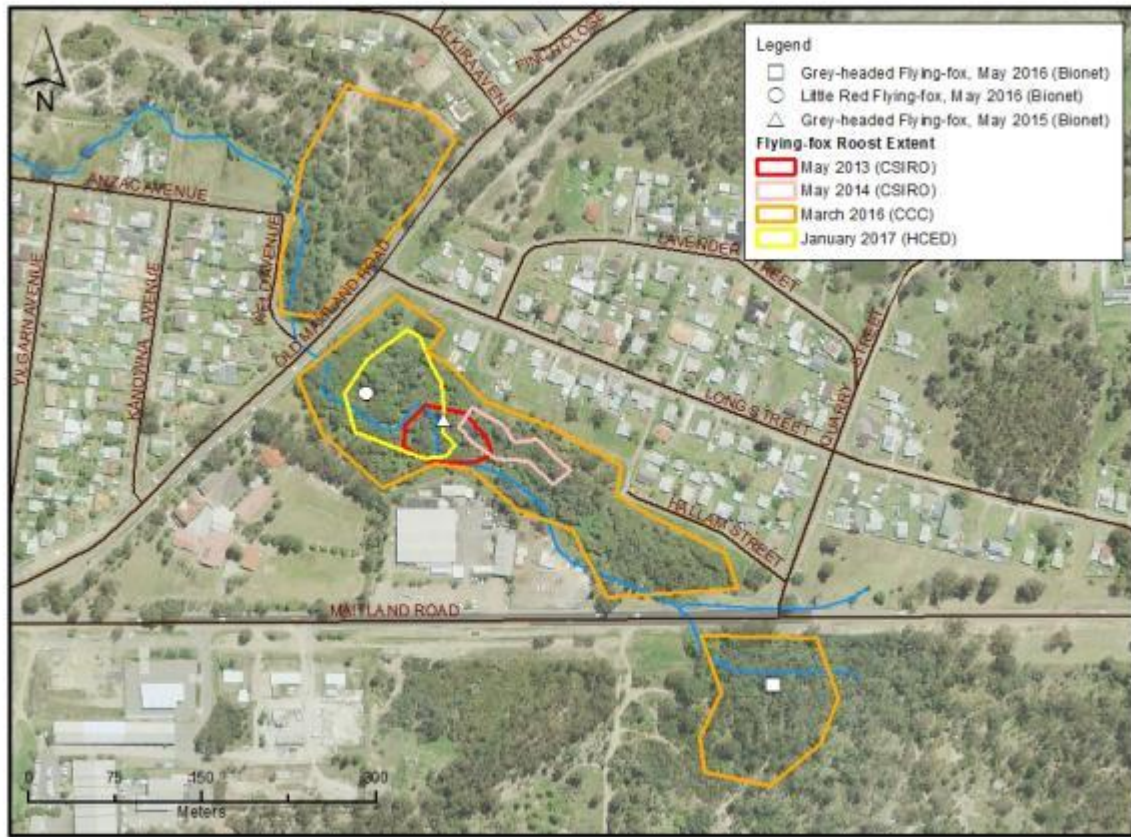 N
Legend
Grey-headed Flying-fox, May 2016 (Bionet)
Little Red Flying-fox, May 2016 (Bionet)
Grey-headed Flying-fox, May 2015 (Bionet)
Flying-fox Roost Extent
May 2013 (CSIRO)
May 2014 (CSIRO)
March 2016 (CCC)
January 2017 (HCED)
ALKIRA AVENUE
FINCH CLOSE
ANZAC AVENUE
WELD AVENUE
YILGARN AVENUE
KANOWNA AVENUE
OLD MAITLAND ROAD
LAVENDER STREET
LONG STREET
QUARRY STREET
HALLAM STREET
MAITLAND ROAD
0 75 150 300
Meters